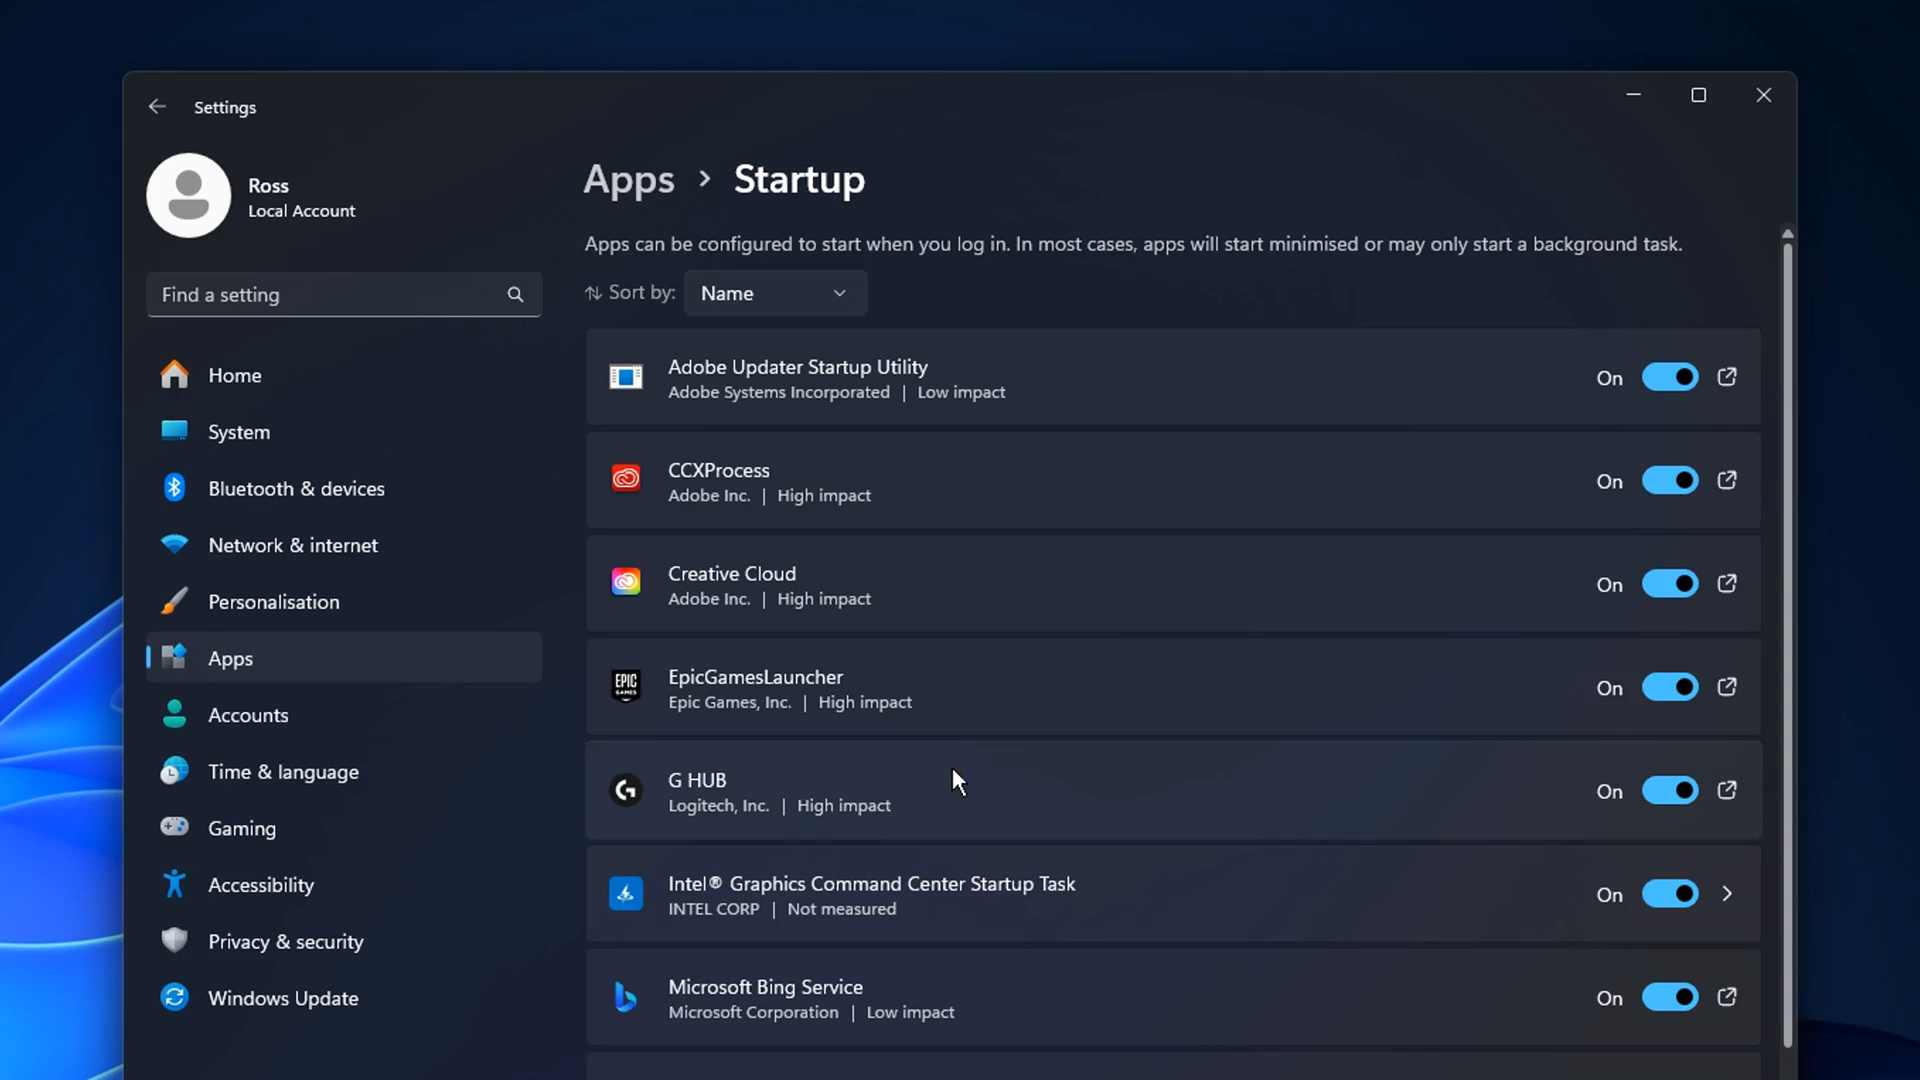 Settings
Ross
Local Account
Find a setting
Home
System
Bluetooth & devices
Network & internet
Personalisation
Apps
Accounts
Time & language
Gaming
Accessibility
Privacy & security
Windows Update
Apps > Startup
Apps can be configured to start when you log in. In most cases, apps will start minimised or may only start a background task.
Sort by: Name
Adobe Updater Startup Utility
Adobe Systems Incorporated | Low impact
On
CCXProcess
Adobe Inc. | High impact
On
Creative Cloud
Adobe Inc. | High impact
On
EPIC
GAMES
EpicGamesLauncher
Epic Games, Inc. | High impact
On
G HUB
Logitech, Inc. | High impact
On
Intel® Graphics Command Center Startup Task
INTEL CORP | Not measured
On
Microsoft Bing Service
Microsoft Corporation | Low impact
On